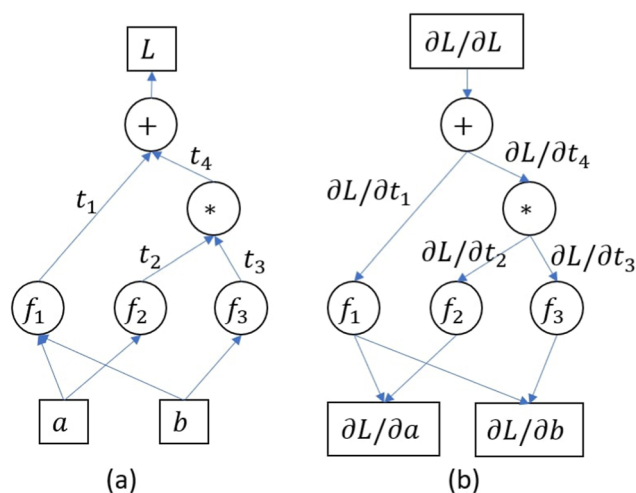 L
∂L/∂L
+
+
t₄
∂L/∂t₄
t₁
∂L/∂t₁
*
*
t₂
t₃
∂L/∂t₂
∂L/∂t₃
f₁
f₂
f₃
f₁
f₂
f₃
a
b
∂L/∂a
∂L/∂b
(a)
(b)